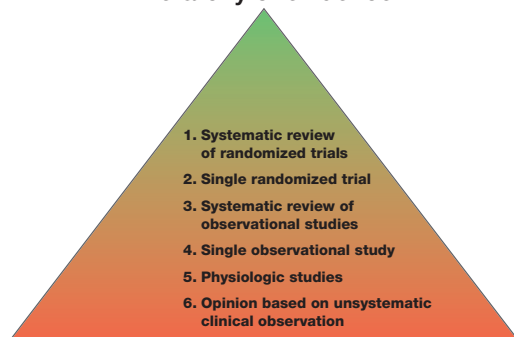 1. Systematic review
of randomized trials
2. Single randomized trial
3. Systematic review of
observational studies
4. Single observational study
5. Physiologic studies
6. Opinion based on unsystematic
clinical observation